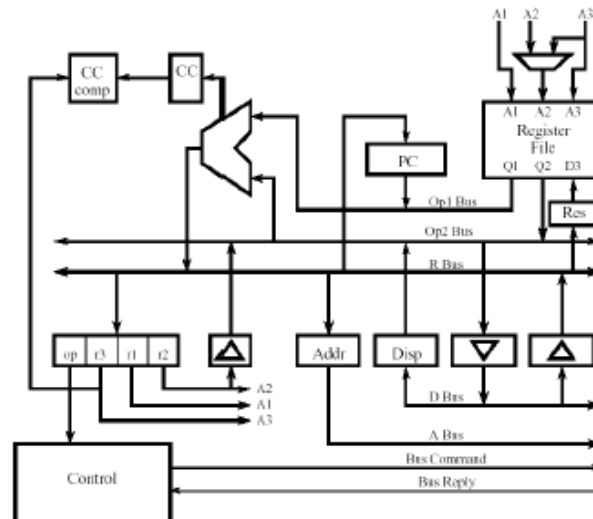 A1 A2 A3
CC comp
CC
A1 A2 A3
Register
File
Q1 Q2 D3
PC
Res
Op1 Bus
Op2 Bus
R Bus
op r3 r1 r2
Addr
Disp
A2
A1
A3
D Bus
A Bus
Bus Command
Bus Reply
Control